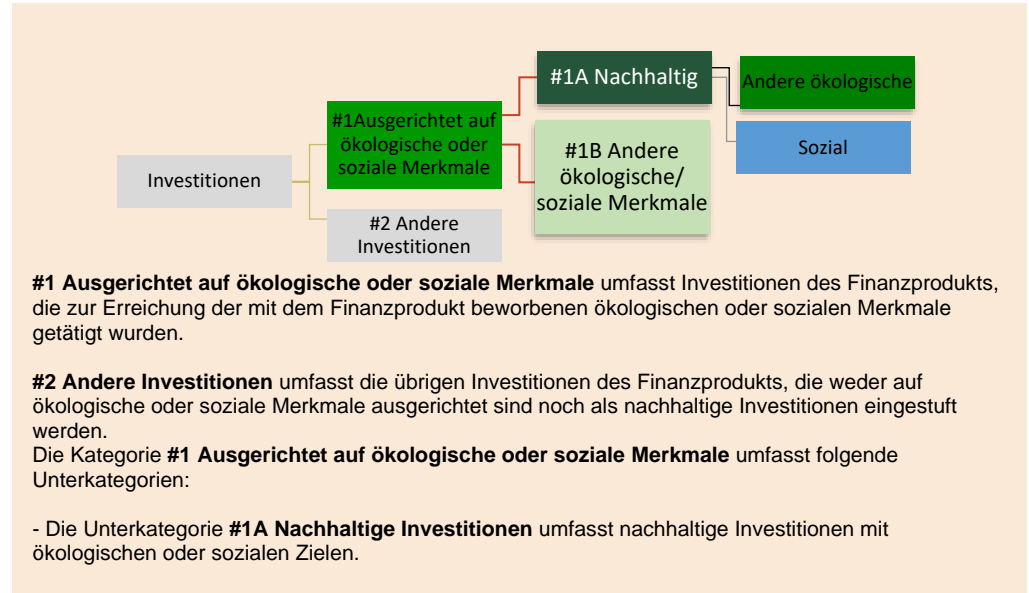 #1A Nachhaltig
Andere ökologische
#1Ausgerichtet auf
ökologische oder
soziale Merkmale
#1B Andere
ökologische/
soziale Merkmale
Sozial
Investitionen
#2 Andere
Investitionen
#1 Ausgerichtet auf ökologische oder soziale Merkmale umfasst Investitionen des Finanzprodukts,
die zur Erreichung der mit dem Finanzprodukt beworbenen ökologischen oder sozialen Merkmale
getätigt wurden.
#2 Andere Investitionen umfasst die übrigen Investitionen des Finanzprodukts, die weder auf
ökologische oder soziale Merkmale ausgerichtet sind noch als nachhaltige Investitionen eingestuft
werden.
Die Kategorie #1 Ausgerichtet auf ökologische oder soziale Merkmale umfasst folgende
Unterkategorien:
- Die Unterkategorie #1A Nachhaltige Investitionen umfasst nachhaltige Investitionen mit
ökologischen oder sozialen Zielen.